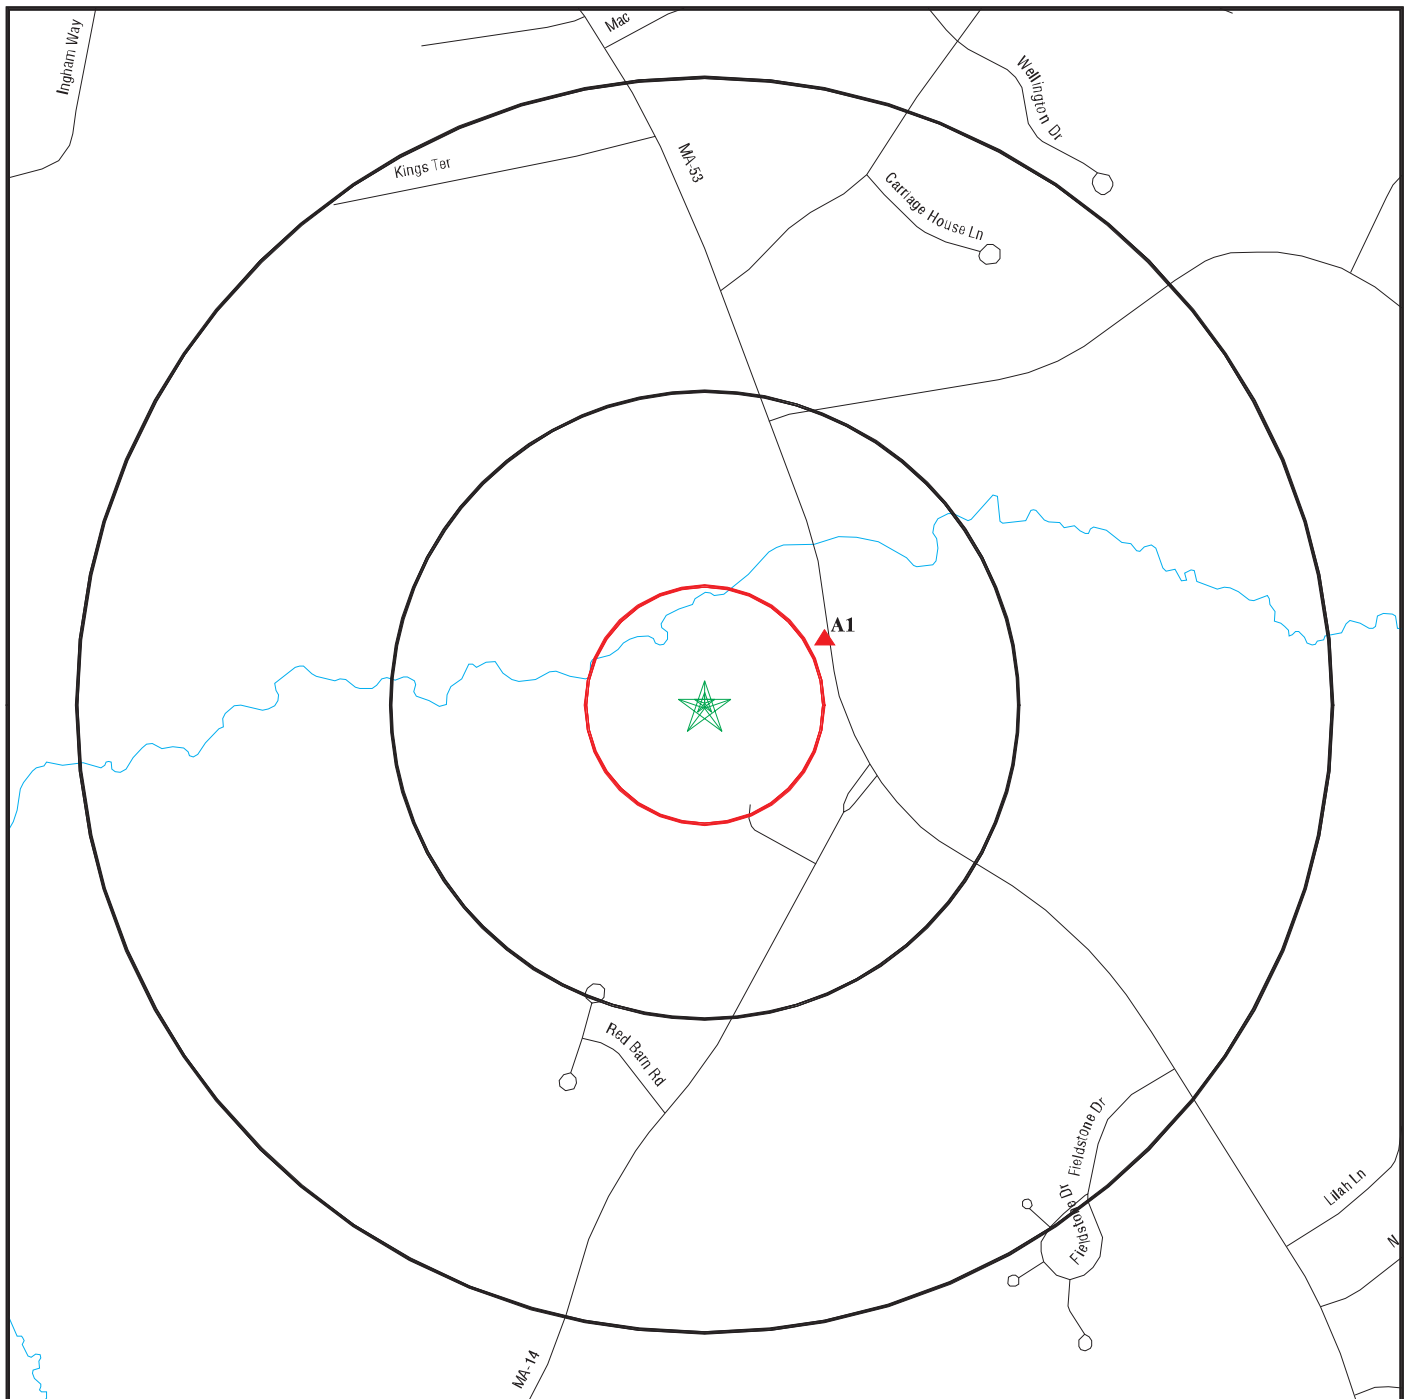 Mac
Ingham Way
Wellington Dr
MA-53
Kings Ter
Carriage House Ln
A1
Red Barn Rd
Fieldstone Dr
Fieldstone Dr
Lilah Ln
N
MA-14